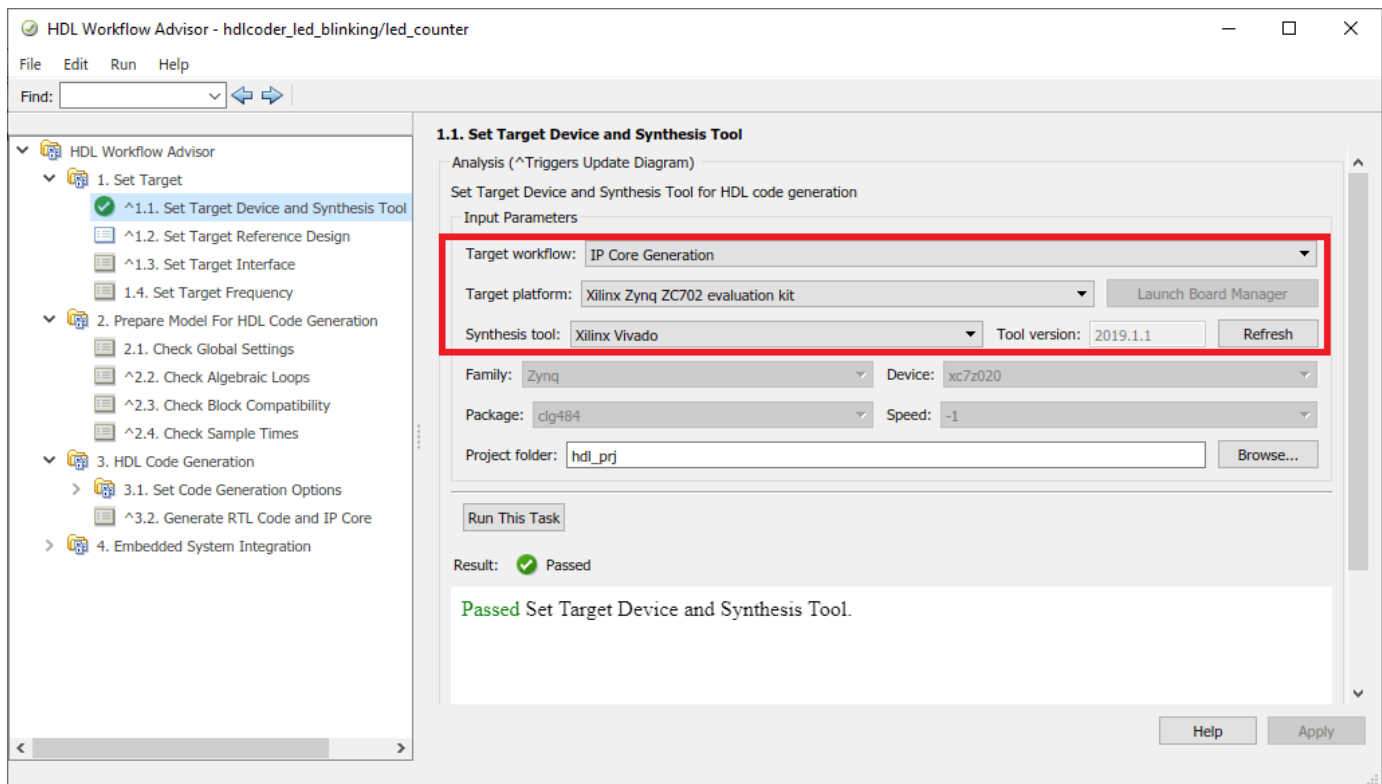 HDL Workflow Advisor - hdlcoder_led_blinking/led_counter
File Edit Run Help
Find:
HDL Workflow Advisor
1. Set Target
^1.1. Set Target Device and Synthesis Tool
^1.2. Set Target Reference Design
^1.3. Set Target Interface
1.4. Set Target Frequency
2. Prepare Model For HDL Code Generation
2.1. Check Global Settings
^2.2. Check Algebraic Loops
^2.3. Check Block Compatibility
^2.4. Check Sample Times
3. HDL Code Generation
3.1. Set Code Generation Options
^3.2. Generate RTL Code and IP Core
4. Embedded System Integration
1.1. Set Target Device and Synthesis Tool
Analysis (^Triggers Update Diagram)
Set Target Device and Synthesis Tool for HDL code generation
Input Parameters
Target workflow: IP Core Generation
Target platform: Xilinx Zynq ZC702 evaluation kit Launch Board Manager
Synthesis tool: Xilinx Vivado Tool version: 2019.1.1 Refresh
Family: Zynq Device: xc7z020
Package: clg484 Speed: -1
Project folder: hdl_prj Browse...
Run This Task
Result: Passed
Passed Set Target Device and Synthesis Tool.
Help Apply